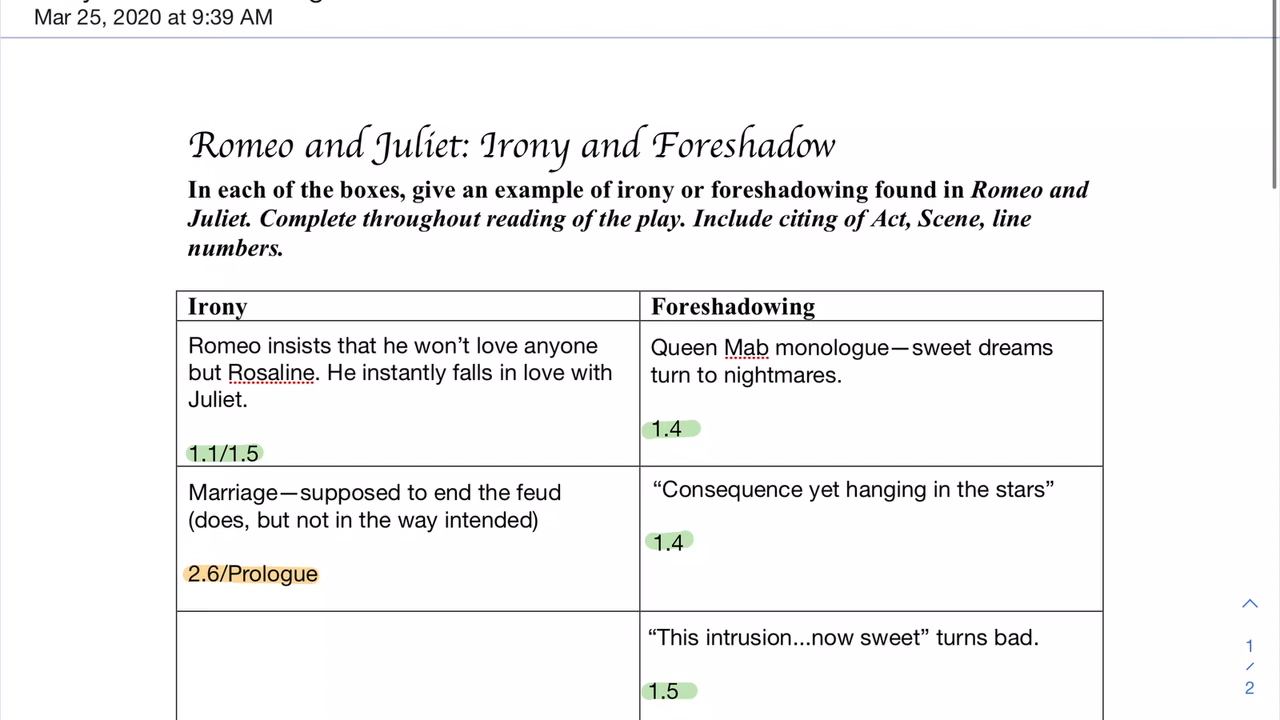 Mar 25, 2020 at 9:39 AM
Romeo and Juliet: Irony and Foreshadow
In each of the boxes, give an example of irony or foreshadowing found in Romeo and
Juliet. Complete throughout reading of the play. Include citing of Act, Scene, line
numbers.
Irony
Foreshadowing
Romeo insists that he won’t love anyone
but Rosaline. He instantly falls in love with
Juliet.
1.1/1.5
Queen Mab monologue—sweet dreams
turn to nightmares.
1.4
Marriage—supposed to end the feud
(does, but not in the way intended)
2.6/Prologue
“Consequence yet hanging in the stars”
1.4
“This intrusion...now sweet” turns bad.
1.5
1
/
2